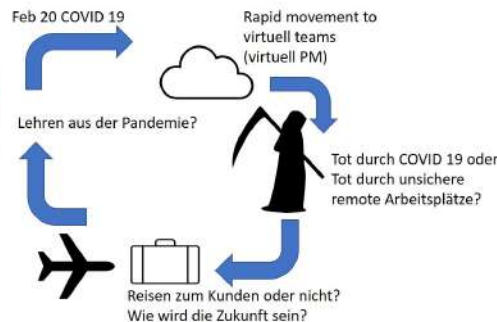 Feb 20 COVID 19
Rapid movement to
virtuell teams
(virtuell PM)
Lehren aus der Pandemie?
Tot durch COVID 19 oder
Tot durch unsichere
remote Arbeitsplätze?
Reisen zum Kunden oder nicht?
Wie wird die Zukunft sein?